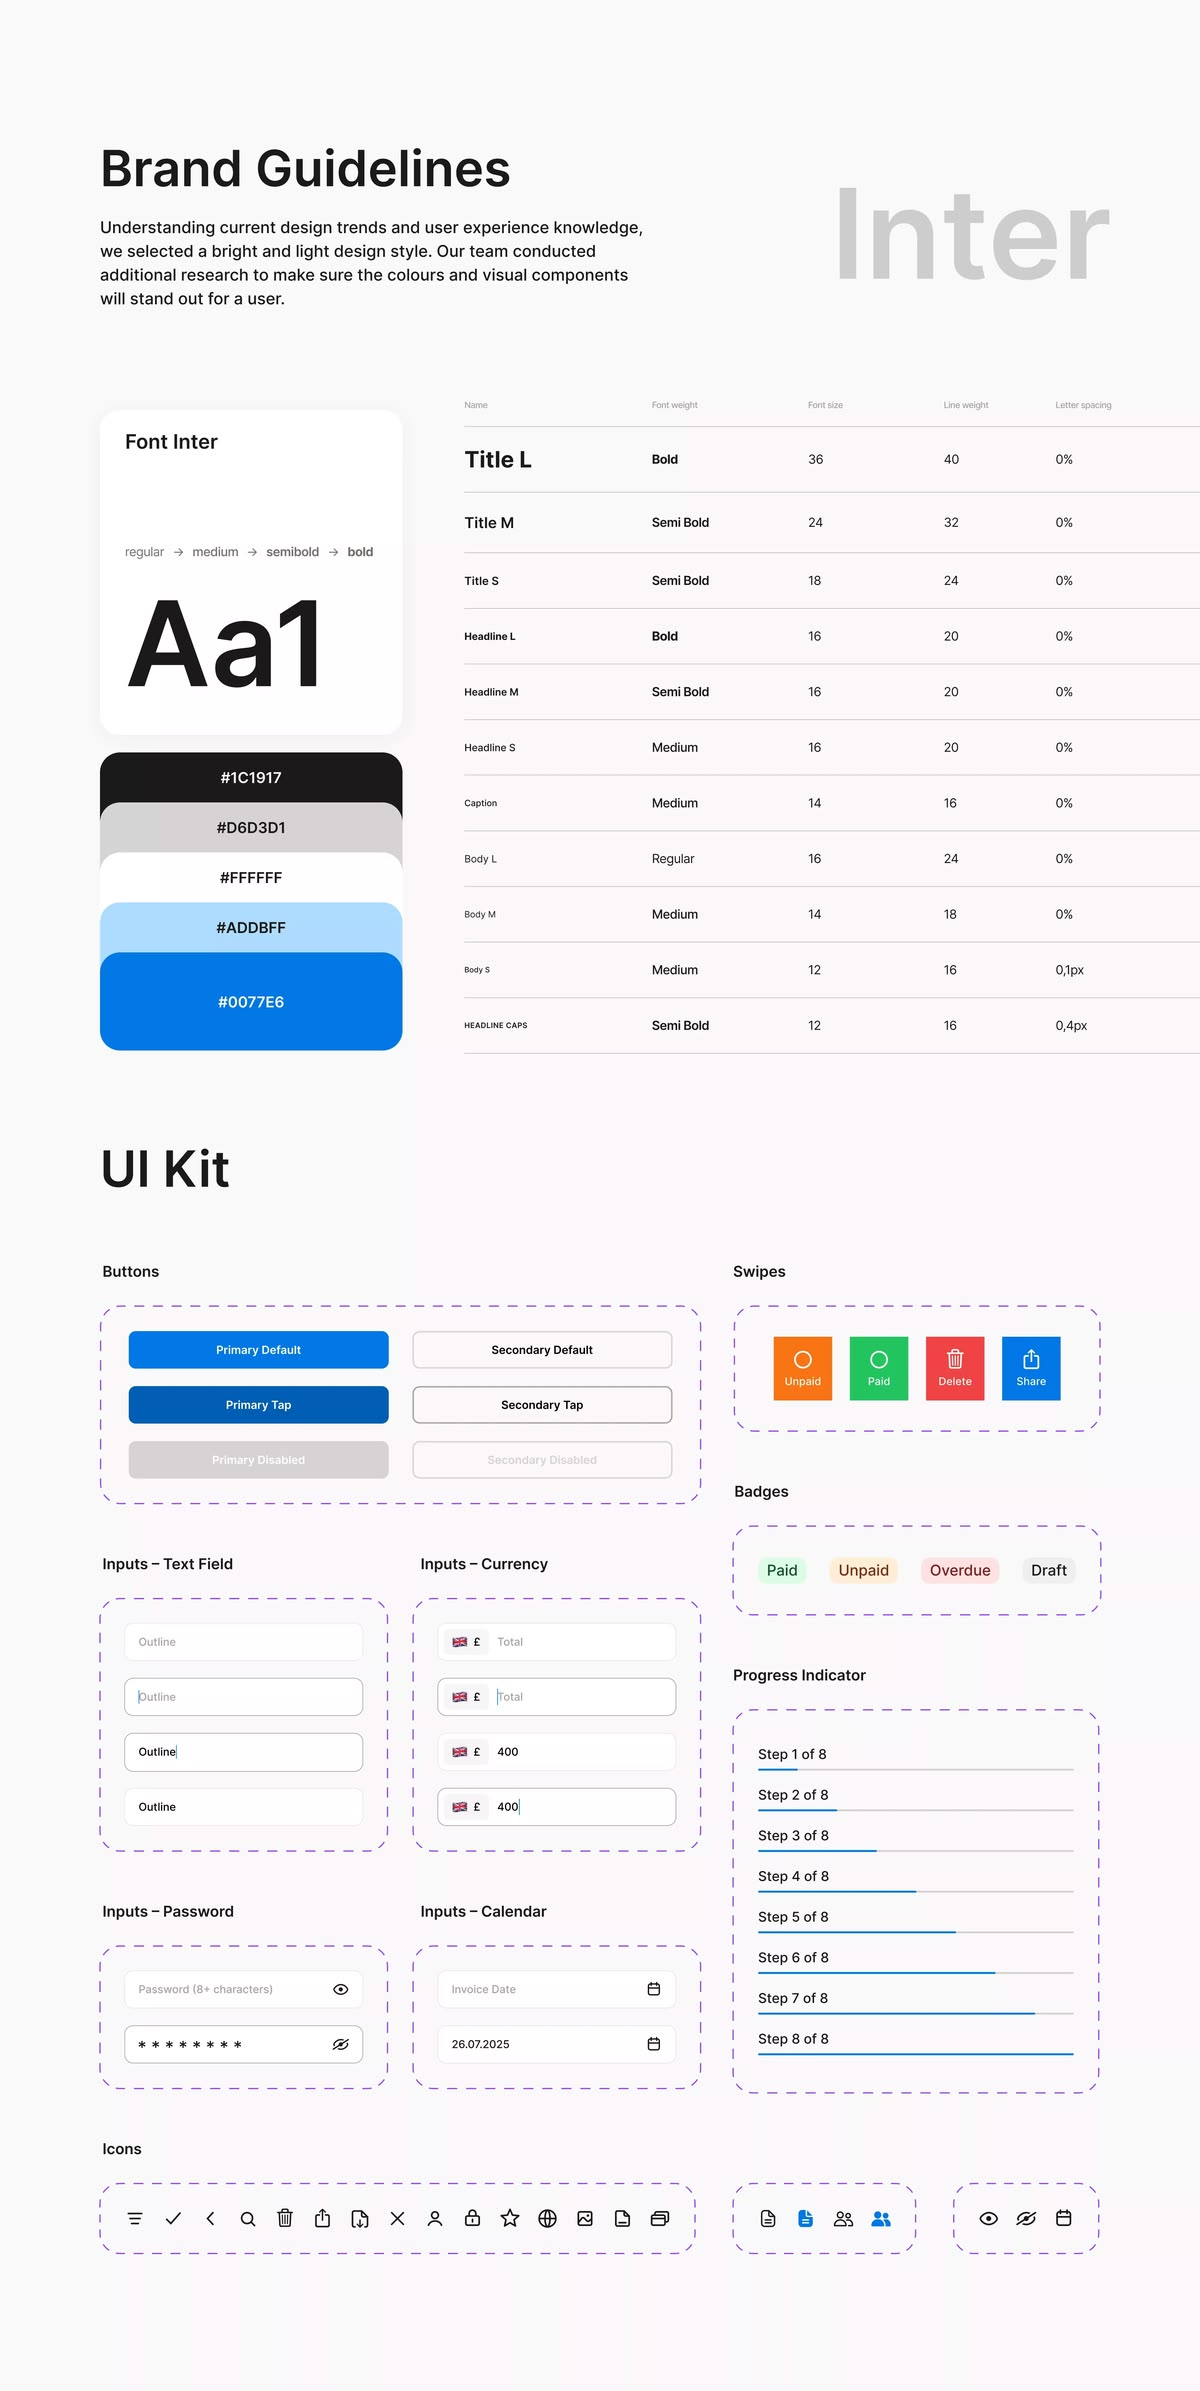 Brand Guidelines
Understanding current design trends and user experience knowledge,
we selected a bright and light design style. Our team conducted
additional research to make sure the colours and visual components
will stand out for a user.
Inter
Font Inter
regular → medium → semibold → bold
Aa1
#1C1917
#D6D3D1
#FFFFFF
#ADDBFF
#0077E6
Name Font weight Font size Line weight Letter spacing
Title L Bold 36 40 0%
Title M Semi Bold 24 32 0%
Title S Semi Bold 18 24 0%
Headline L Bold 16 20 0%
Headline M Semi Bold 16 20 0%
Headline S Medium 16 20 0%
Caption Medium 14 16 0%
Body L Regular 16 24 0%
Body M Medium 14 18 0%
Body S Medium 12 16 0,1px
HEADLINE CAPS Semi Bold 12 16 0,4px
UI Kit
Buttons
Primary Default Secondary Default
Primary Tap Secondary Tap
Primary Disabled Secondary Disabled
Swipes
Unpaid Paid Delete Share
Badges
Paid Unpaid Overdue Draft
Inputs – Text Field
Outline
Outline
Outline
Outline
Inputs – Currency
£ Total
£ Total
£ 400
£ 400
Progress Indicator
Step 1 of 8
Step 2 of 8
Step 3 of 8
Step 4 of 8
Step 5 of 8
Step 6 of 8
Step 7 of 8
Step 8 of 8
Inputs – Password
Password (8+ characters)
* * * * * * * *
Inputs – Calendar
Invoice Date
26.07.2025
Icons